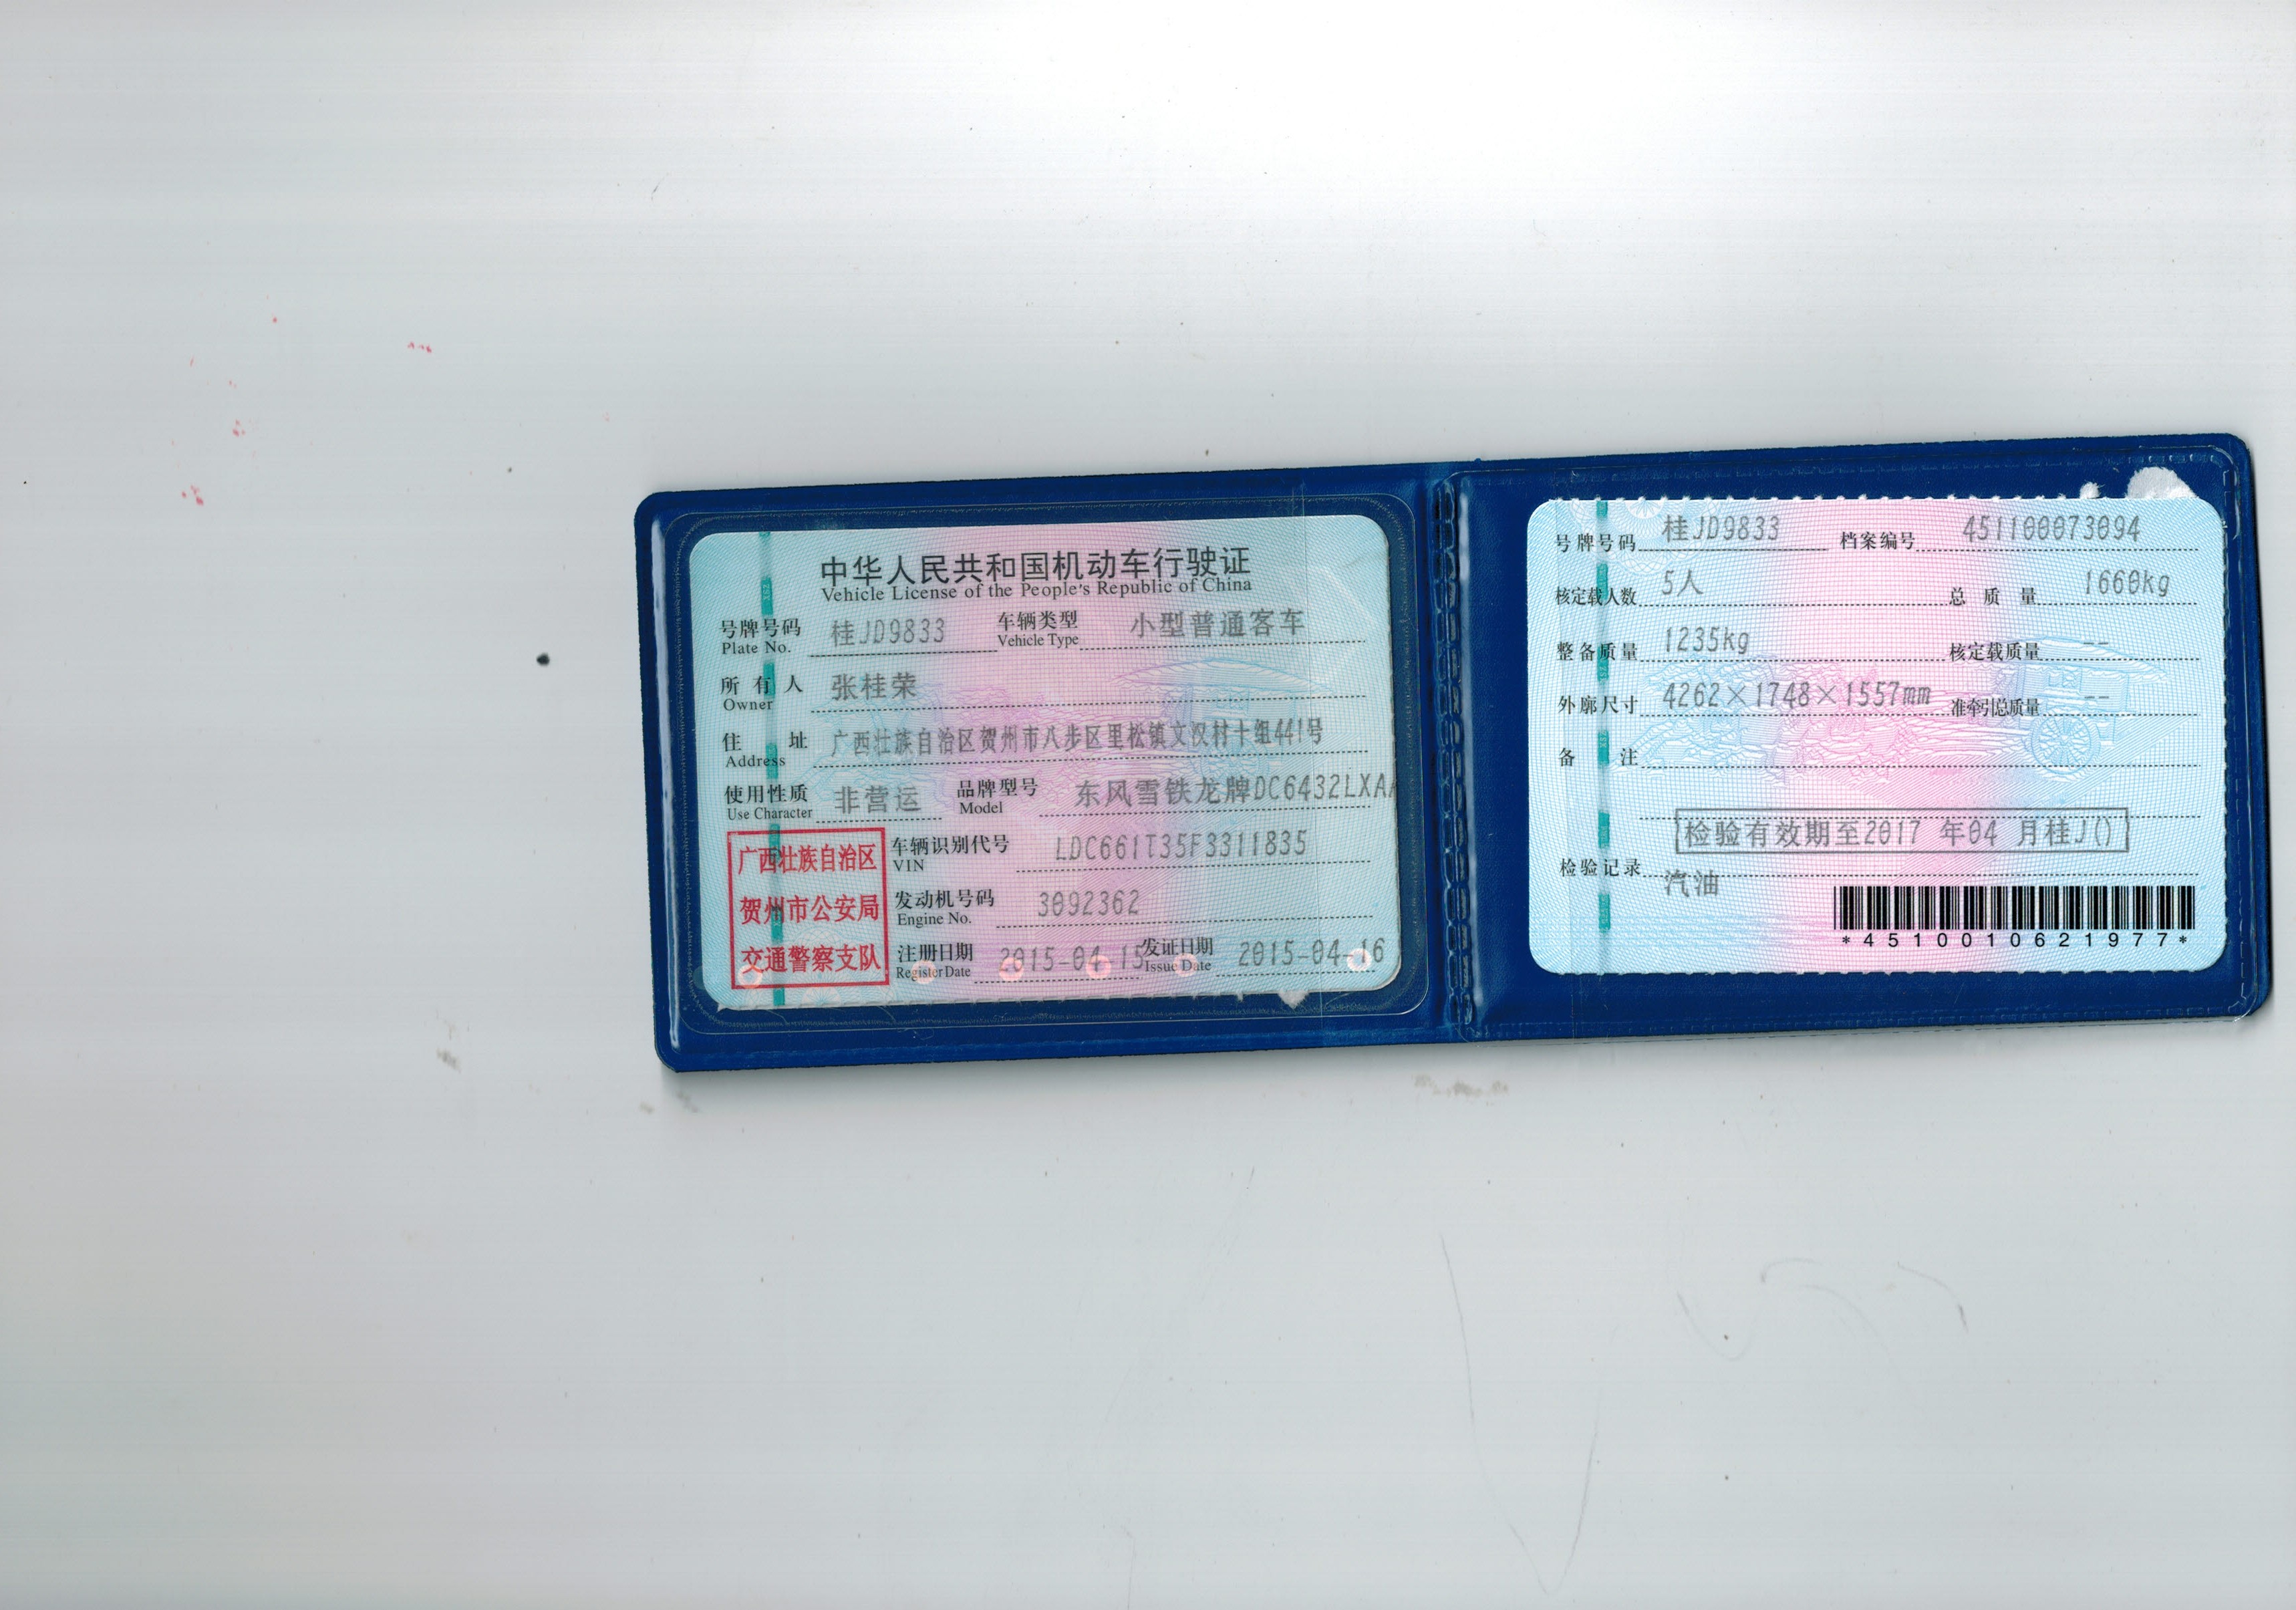 中华人民共和国机动车行驶证
Vehicle License of the People's Republic of China
号牌号码 桂JD9833 车辆类型 小型普通客车
Plate No. Vehicle Type
所有人 张桂荣
Owner
住址 广西壮族自治区贺州市八步区里松镇文汉村十组441号
Address
使用性质 非营运 品牌型号 东风雪铁龙牌DC6432LXAA
Use Character Model
广西壮族自治区
贺州市公安局
交通警察支队
车辆识别代号 LDC661T35F3311835
VIN
发动机号码 3092362
Engine No.
注册日期 2015-04-15 发证日期 2015-04-16
Register Date Issue Date
号牌号码 桂JD9833 档案编号 451100073094
核定载人数 5人 总质量 1660kg
整备质量 1235kg 核定载质量 --
外廓尺寸 4262×1748×1557mm 准牵引总质量 --
备注
检验有效期至2017 年04 月桂J()
检验记录
汽油
*4510010621977*